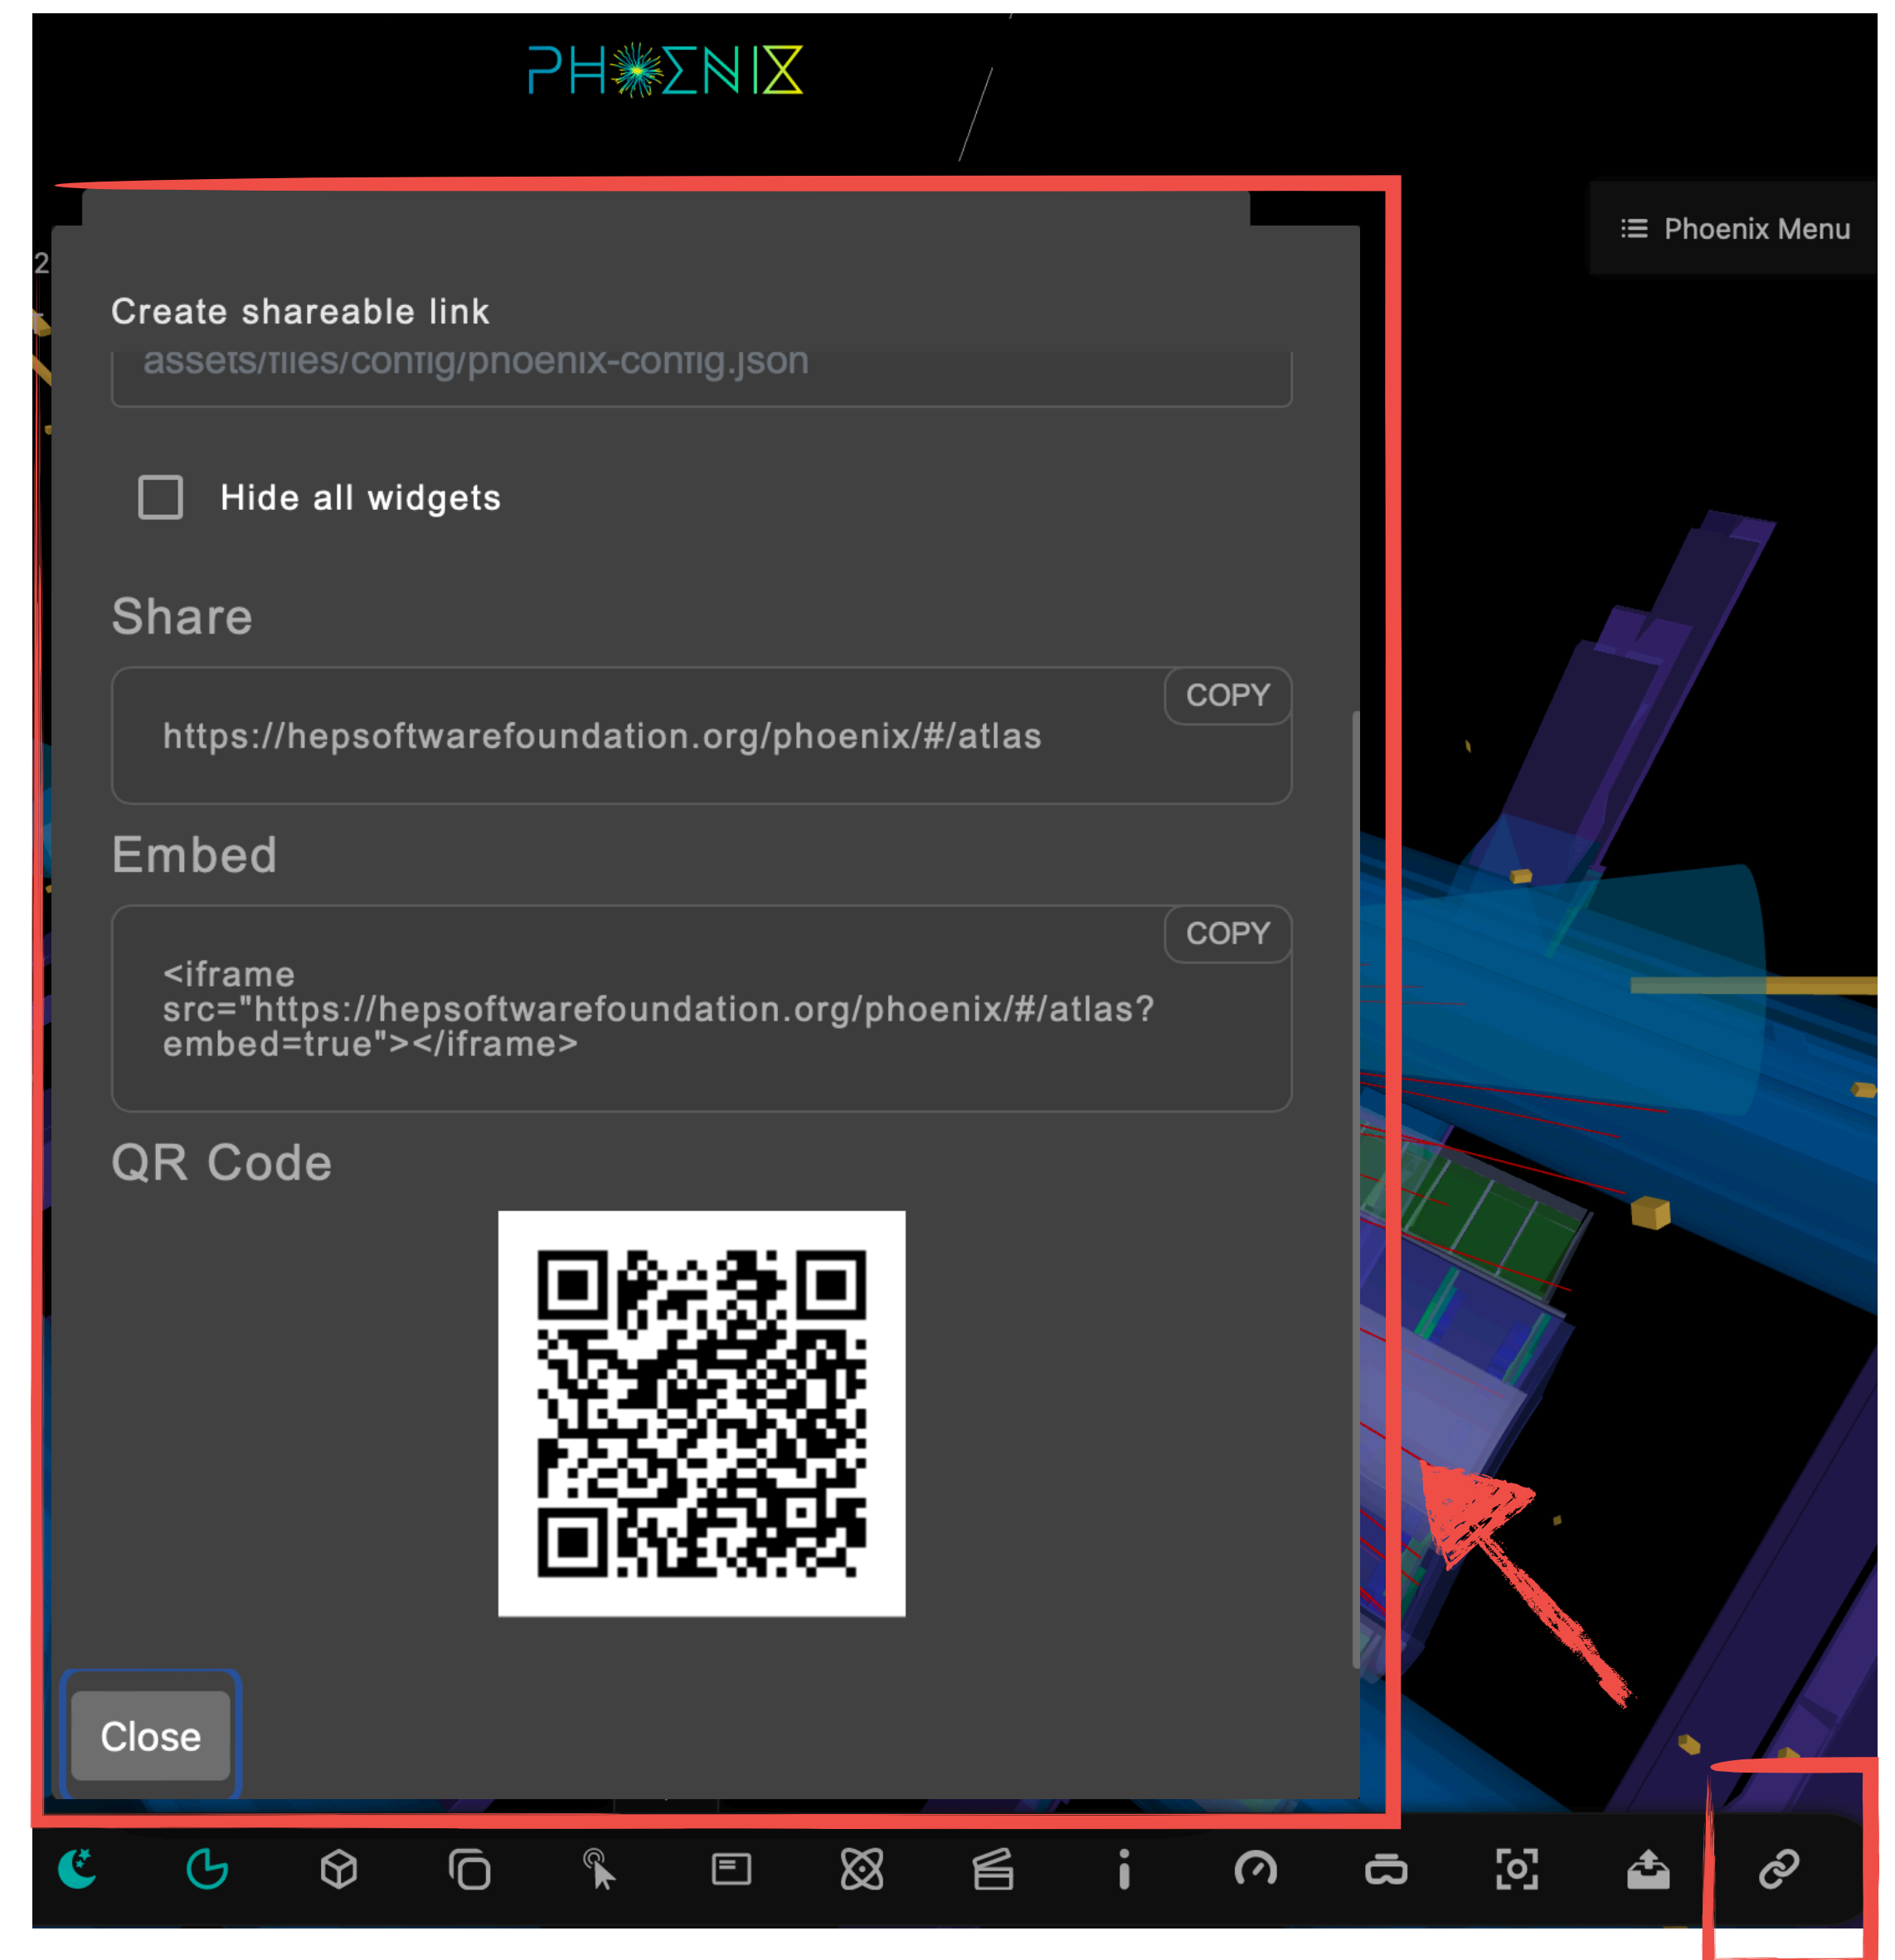 PHOENIX
Phoenix Menu
2
Create shareable link
assets/files/config/phoenix-config.json
Hide all widgets
Share
COPY
https://hepsoftwarefoundation.org/phoenix/#/atlas
Embed
COPY
<iframe
src="https://hepsoftwarefoundation.org/phoenix/#/atlas?
embed=true"></iframe>
QR Code
Close